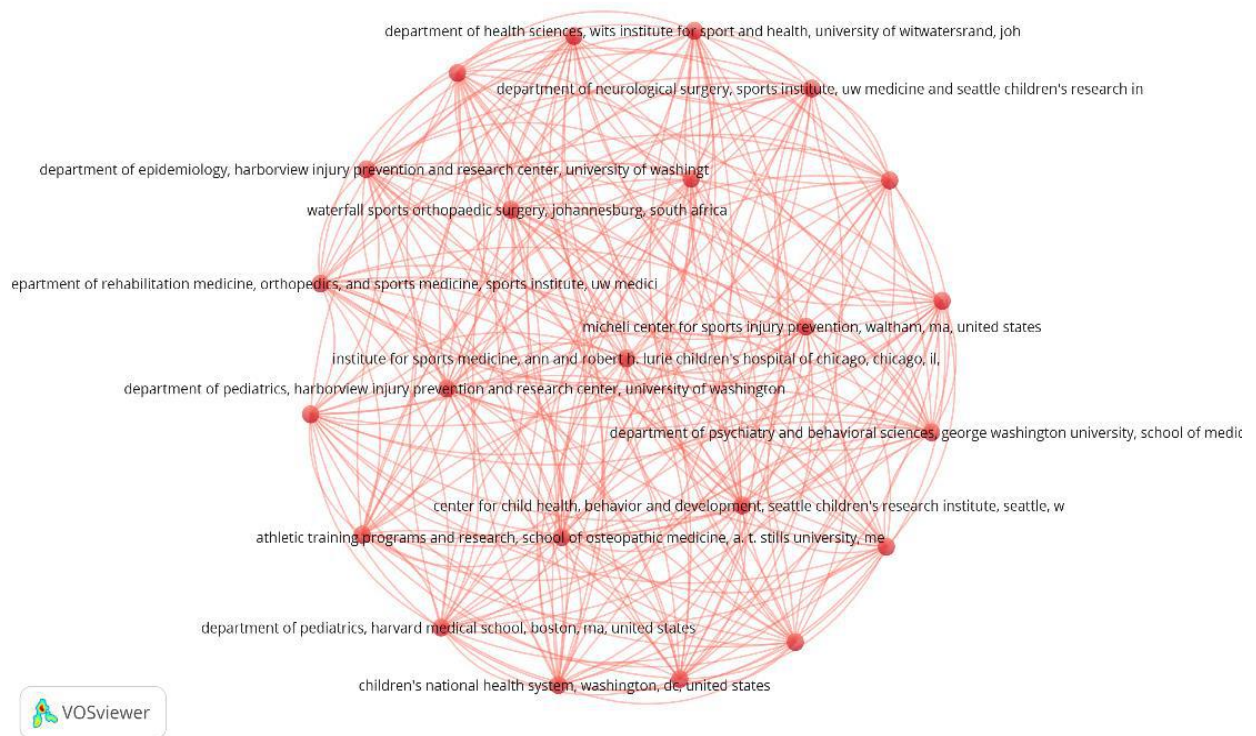 department of health sciences, wits institute for sport and health, university of witwatersrand, joh
department of neurological surgery, sports institute, uw medicine and seattle children's research in
department of epidemiology, harborview injury prevention and research center, university of washingt
waterfall sports orthopaedic surgery, johannesburg, south africa
epartment of rehabilitation medicine, orthopedics, and sports medicine, sports institute, uw medici
micheli center for sports injury prevention, waltham, ma, united states
institute for sports medicine, ann and robert h. lurie children's hospital of chicago, chicago, il,
department of pediatrics, harborview injury prevention and research center, university of washington
department of psychiatry and behavioral sciences, george washington university, school of medic
center for child health, behavior and development, seattle children's research institute, seattle, w
athletic training programs and research, school of osteopathic medicine, a. t. stills university, me
department of pediatrics, harvard medical school, boston, ma, united states
children's national health system, washington, dc, united states
VOSviewer